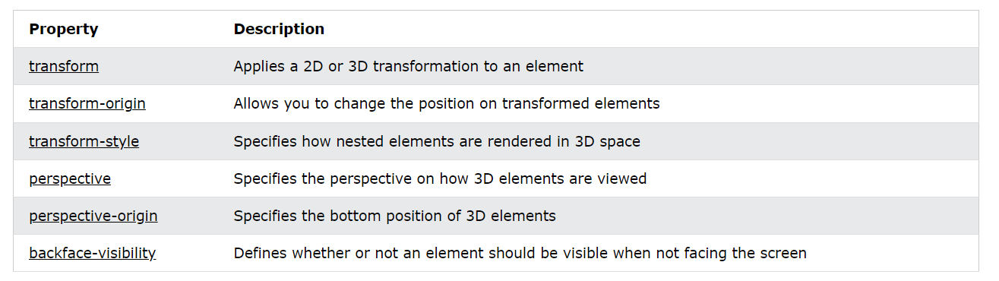 Property Description
transform Applies a 2D or 3D transformation to an element
transform-origin Allows you to change the position on transformed elements
transform-style Specifies how nested elements are rendered in 3D space
perspective Specifies the perspective on how 3D elements are viewed
perspective-origin Specifies the bottom position of 3D elements
backface-visibility Defines whether or not an element should be visible when not facing the screen